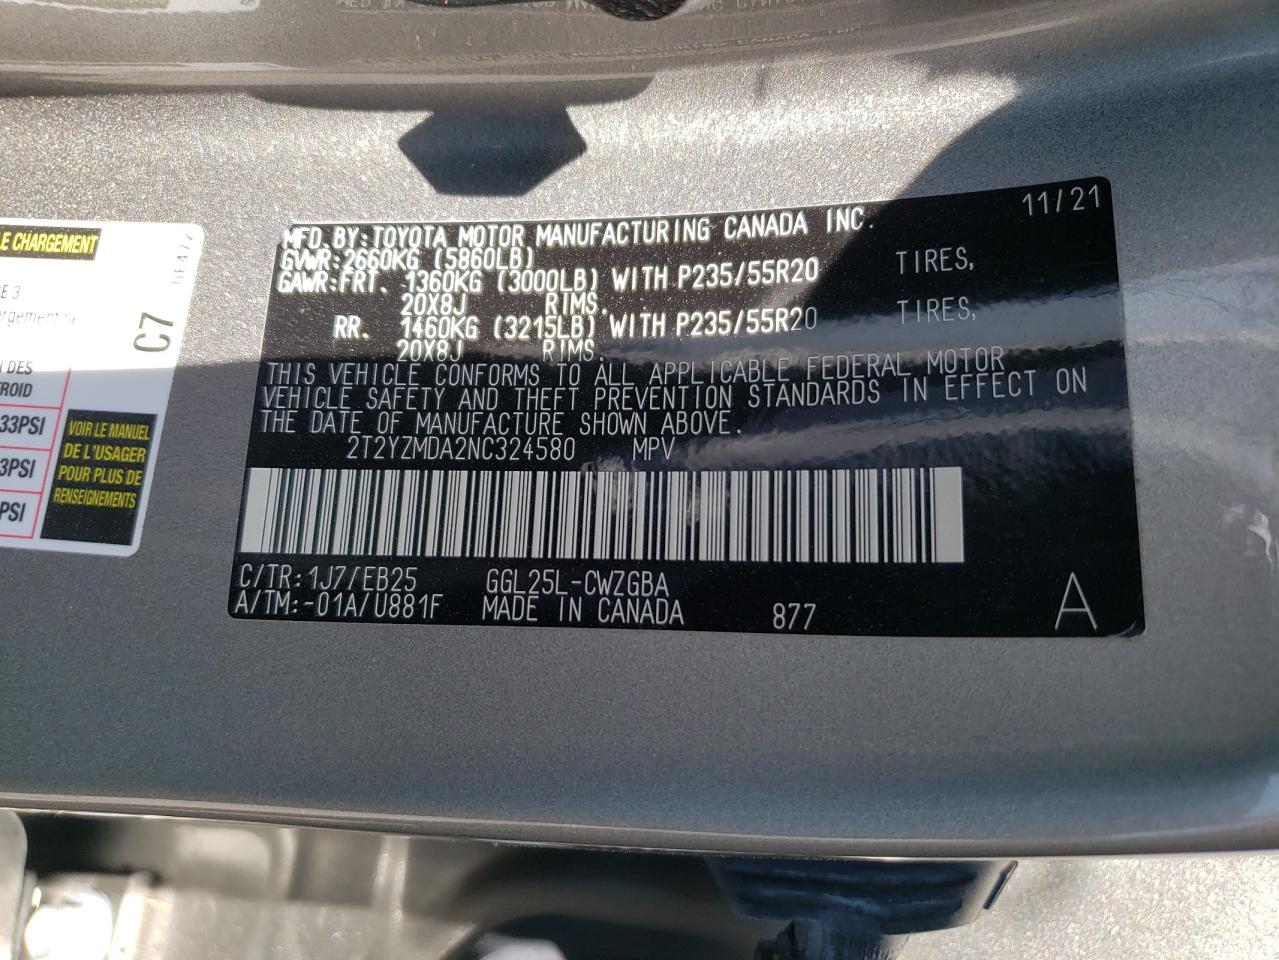 LE CHARGEMENT
C7
DES
33PSI
3PSI
PSI
VOIR LE MANUEL
DE L'USAGER
POUR PLUS DE
RENSEIGNEMENTS
11/21
MFD.BY:TOYOTA MOTOR MANUFACTURING CANADA INC.
GVWR:2660KG (5860LB)
GAWR:FRT. 1360KG (3000LB) WITH P235/55R20 TIRES,
20X8J RIMS.
RR. 1460KG (3215LB) WITH P235/55R20 TIRES,
20X8J RIMS.
THIS VEHICLE CONFORMS TO ALL APPLICABLE FEDERAL MOTOR
VEHICLE SAFETY AND THEFT PREVENTION STANDARDS IN EFFECT ON
THE DATE OF MANUFACTURE SHOWN ABOVE.
2T2YZMDA2NC324580 MPV
C/TR:1J7/EB25 GGL25L-CWZGBA
A/TM:-01A/U881F MADE IN CANADA 877 A